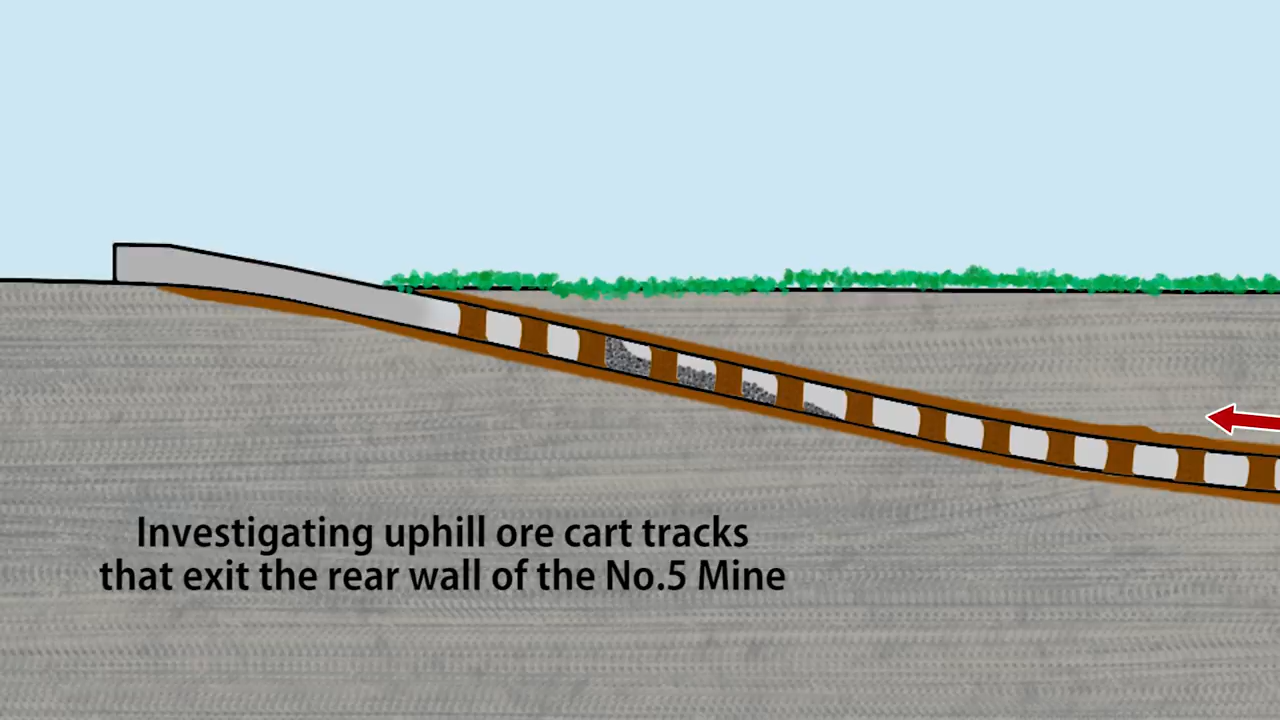 Investigating uphill ore cart tracks
that exit the rear wall of the No.5 Mine